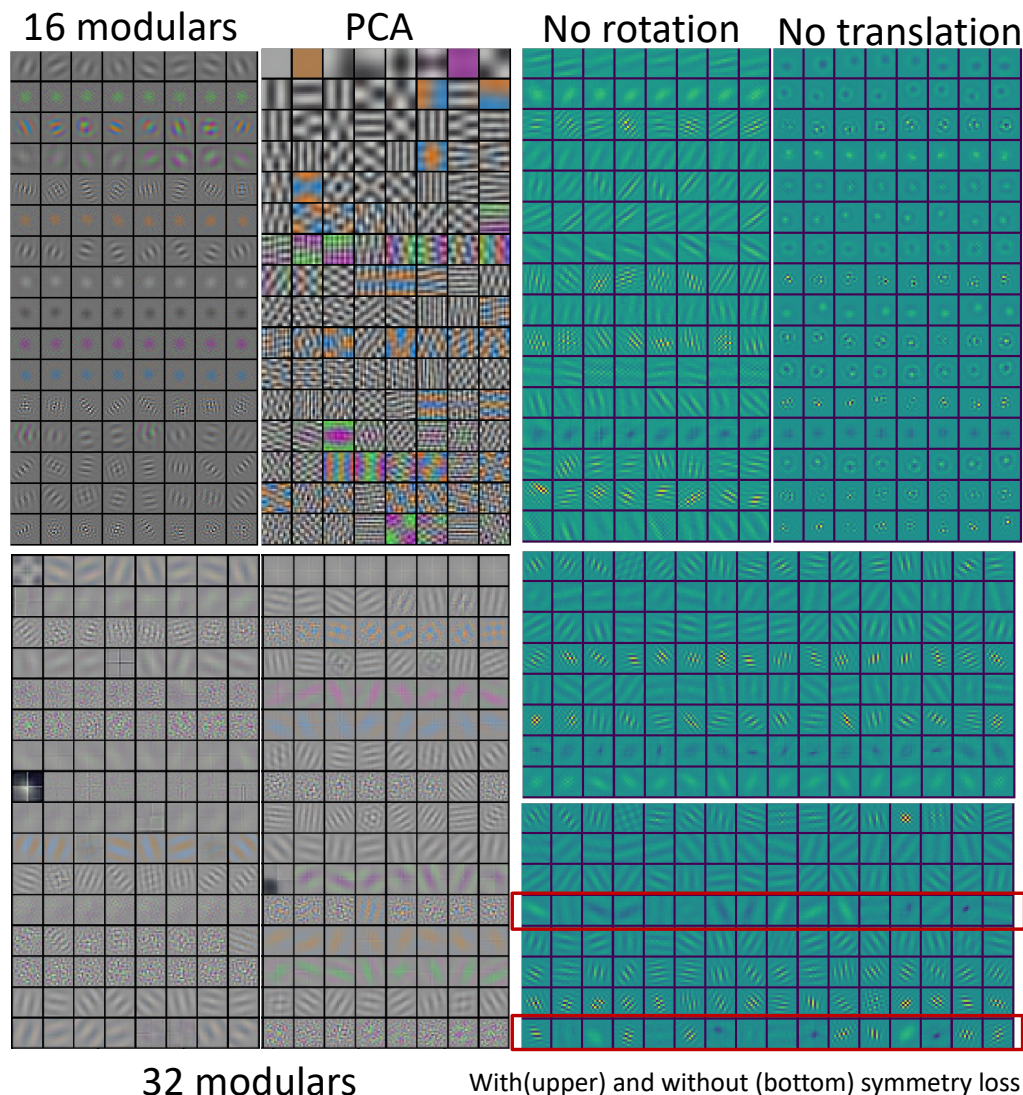 16 modulars
PCA
No rotation
No translation
32 modulars
With(upper) and without (bottom) symmetry loss